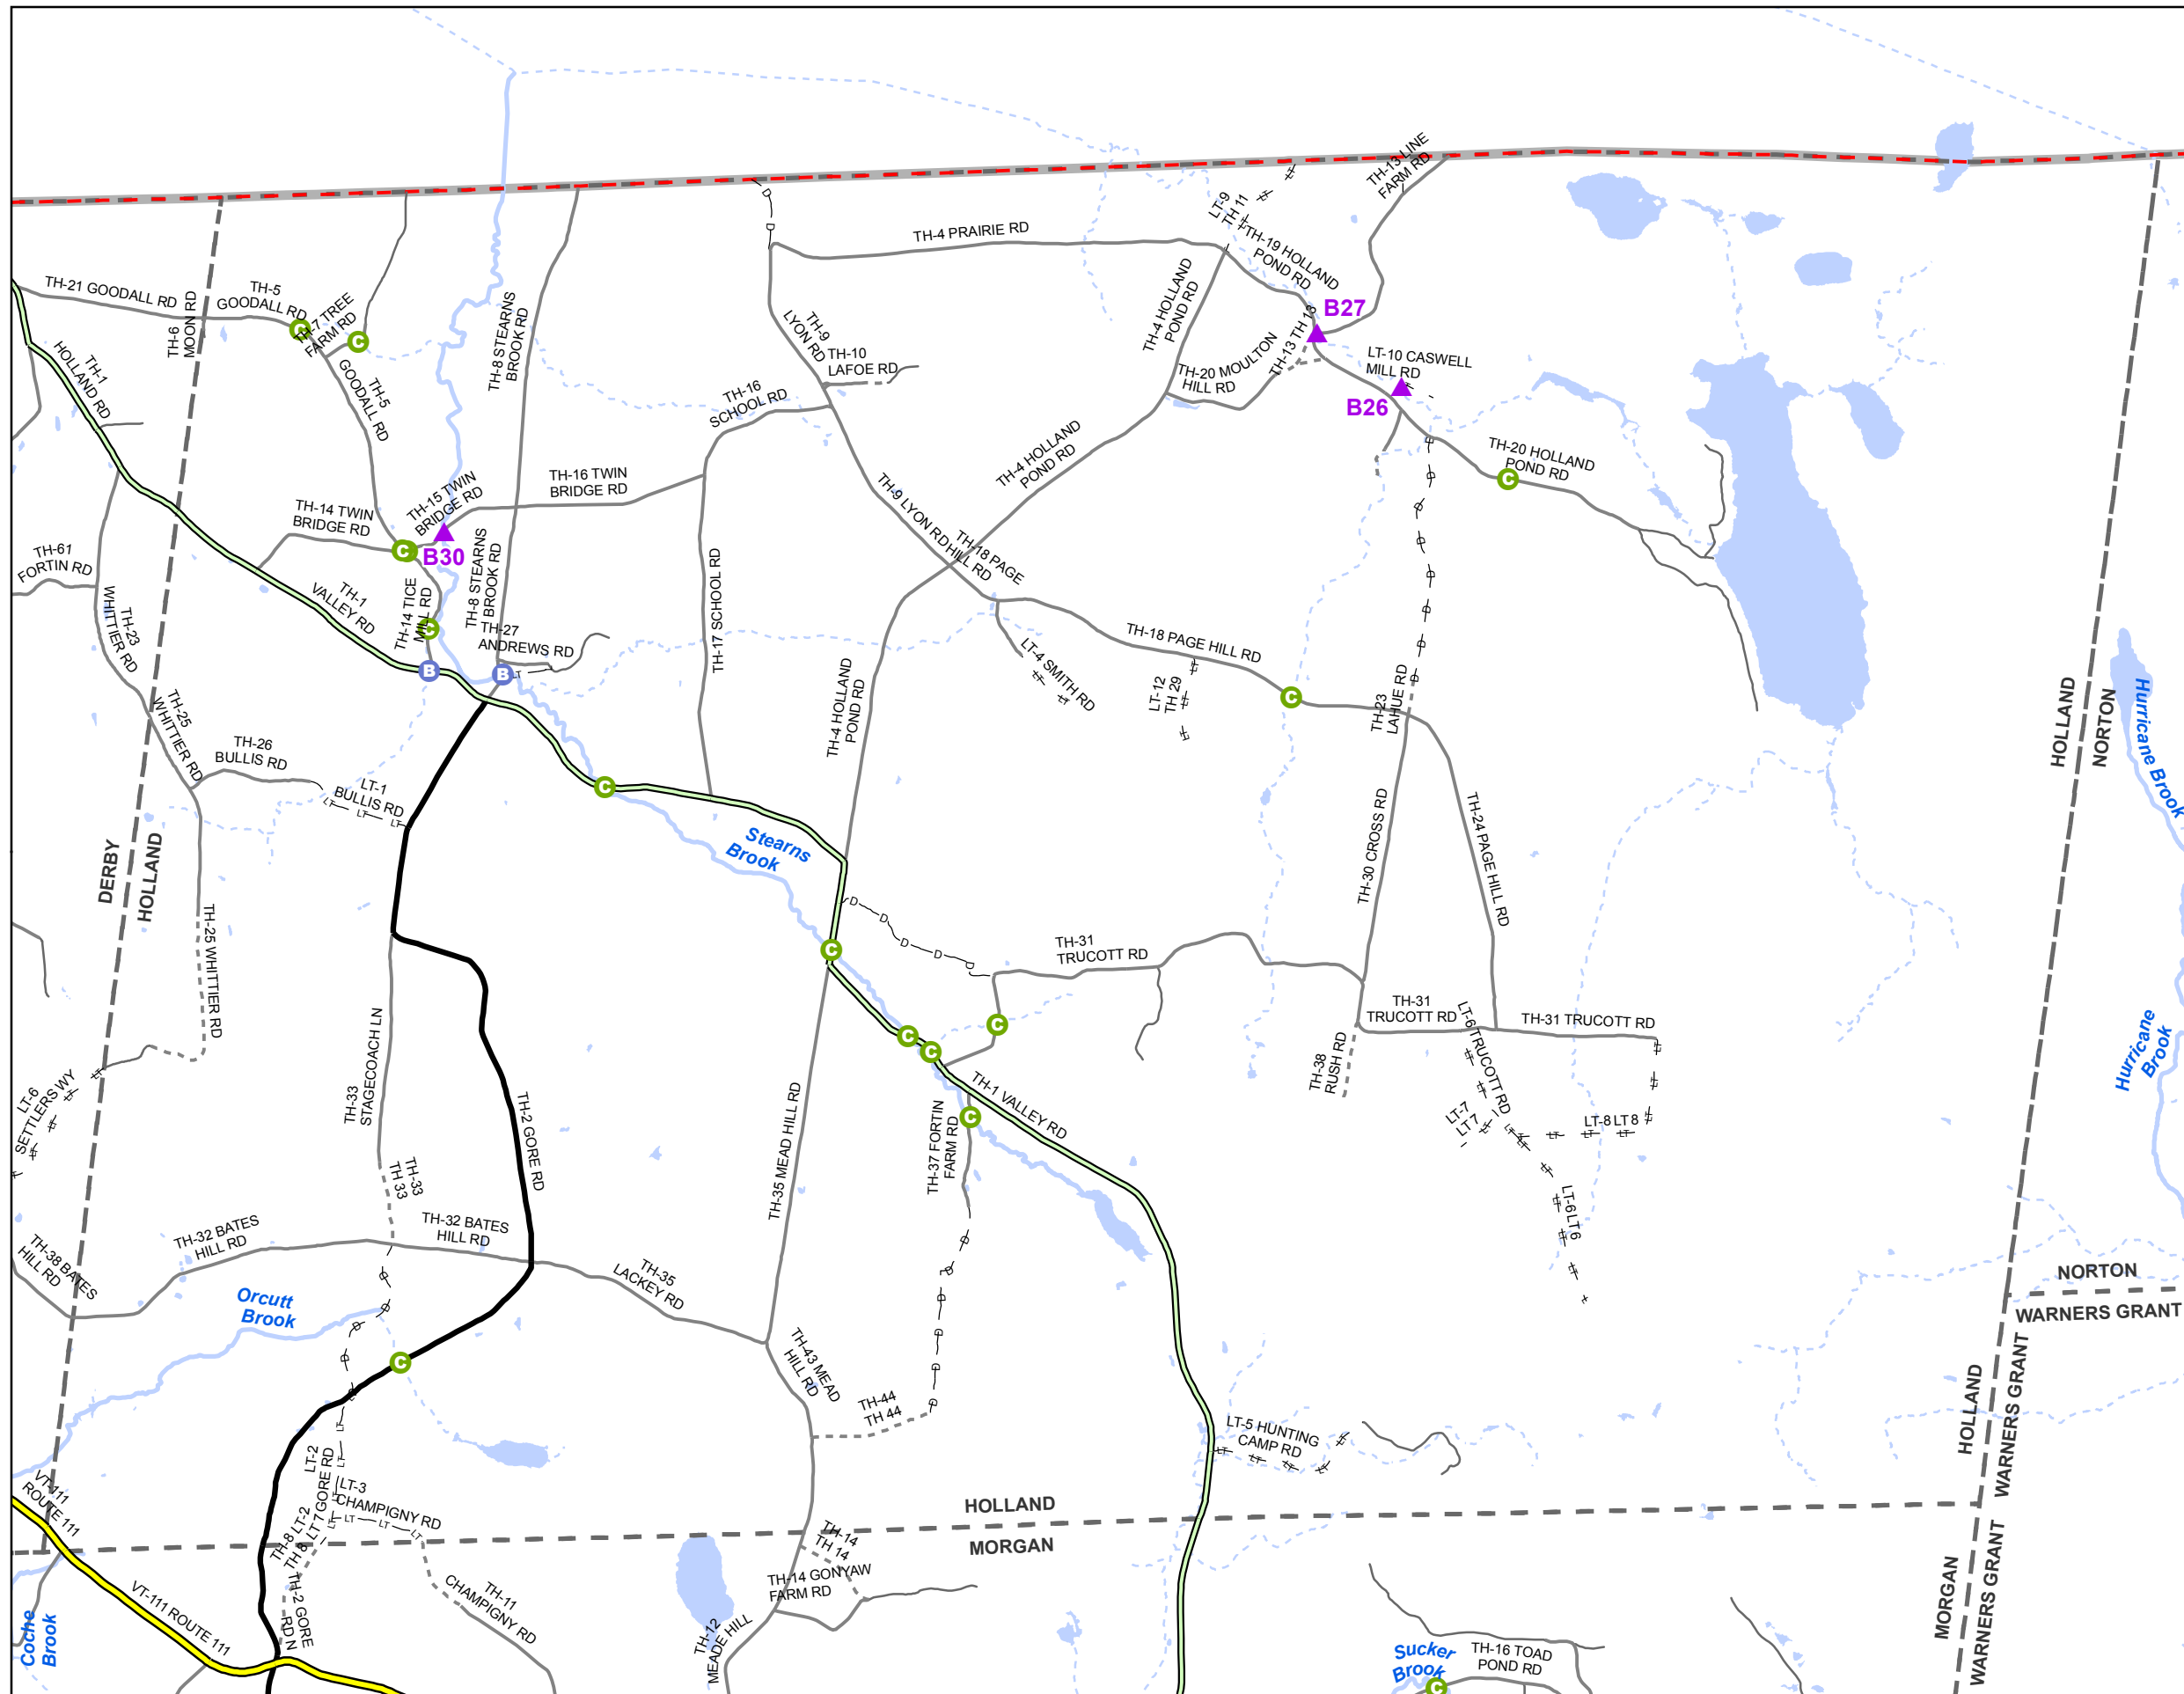 TH-13 LINE
FARM RD
LT-9
TH 11
TH-4 PRAIRIE RD
TH-19 HOLLAND
POND RD
TH-21 GOODALL RD
TH-5
GOODALL RD
TH-6
MOON RD
TH-7 TREE
FARM RD
TH-8 STEARNS
BROOK RD
TH-4 HOLLAND
POND RD
B27
TH-1
HOLLAND RD
TH-5
GOODALL RD
TH-9
LYON RD
TH-10
LAFOE RD
TH-13 TH 13
TH-20 MOULTON
HILL RD
LT-10 CASWELL
MILL RD
B26
TH-16
SCHOOL RD
TH-4 HOLLAND
POND RD
TH-20 HOLLAND
POND RD
C
C
C
TH-16 TWIN
BRIDGE RD
TH-15 TWIN
BRIDGE RD
TH-14 TWIN
BRIDGE RD
C
B30
TH-9 LYON RD
TH-18 PAGE
HILL RD
TH-61
FORTIN RD
TH-23
WHITTIER RD
TH-1
VALLEY RD
TH-14 TICE
MILL RD
C
TH-8 STEARNS
BROOK RD
TH-27
ANDREWS RD
B
B
LT
TH-17 SCHOOL RD
TH-4 HOLLAND
POND RD
TH-18 PAGE HILL RD
LT-4 SMITH RD
LT-12
TH 29
C
TH-23
LAHUE RD
HOLLAND
NORTON
Hurricane Brook
TH-25
WHITTIER RD
TH-26
BULLIS RD
LT-1
BULLIS RD
LT
LT
LT
C
Stearns
Brook
TH-30 CROSS RD
TH-24 PAGE HILL RD
DERBY
HOLLAND
TH-25 WHITTIER RD
D
D
D
D
D
C
TH-31
TRUCOTT RD
TH-31
TRUCOTT RD
TH-31 TRUCOTT RD
LT-6 TRUCOTT RD
C
C
C
TH-38
RUSH RD
Hurricane
Brook
LT-6
SETTLERS WY
TH-33
STAGECOACH LN
TH-2 GORE RD
TH-35 MEAD HILL RD
TH-1 VALLEY RD
C
TH-37 FORTIN
FARM RD
LT-7
LT 7
LT-8 LT 8
LT-6 LT 6
TH-33
TH 33
TH-32 BATES
HILL RD
TH-32 BATES
HILL RD
TH-38 BATES
HILL RD
TH-35
LACKEY RD
Orcutt
Brook
C
NORTON
WARNERS GRANT
TH-43 MEAD
HILL RD
TH-44
TH 44
LT-5 HUNTING
CAMP RD
HOLLAND
WARNERS GRANT
VT-111
ROUTE 111
LT-2
GORE RD
LT-3
CHAMPIGNY RD
LT-2
LT 7
TH-8
TH 8
HOLLAND
MORGAN
TH-14
TH 14
TH-14 GONYAW
FARM RD
TH-11
CHAMPIGNY RD
TH-12
MEADE HILL
TH-2 GORE
RD N
VT-111 ROUTE 111
Coche
Brook
MORGAN
WARNERS GRANT
Sucker
Brook
TH-16 TOAD
POND RD
C